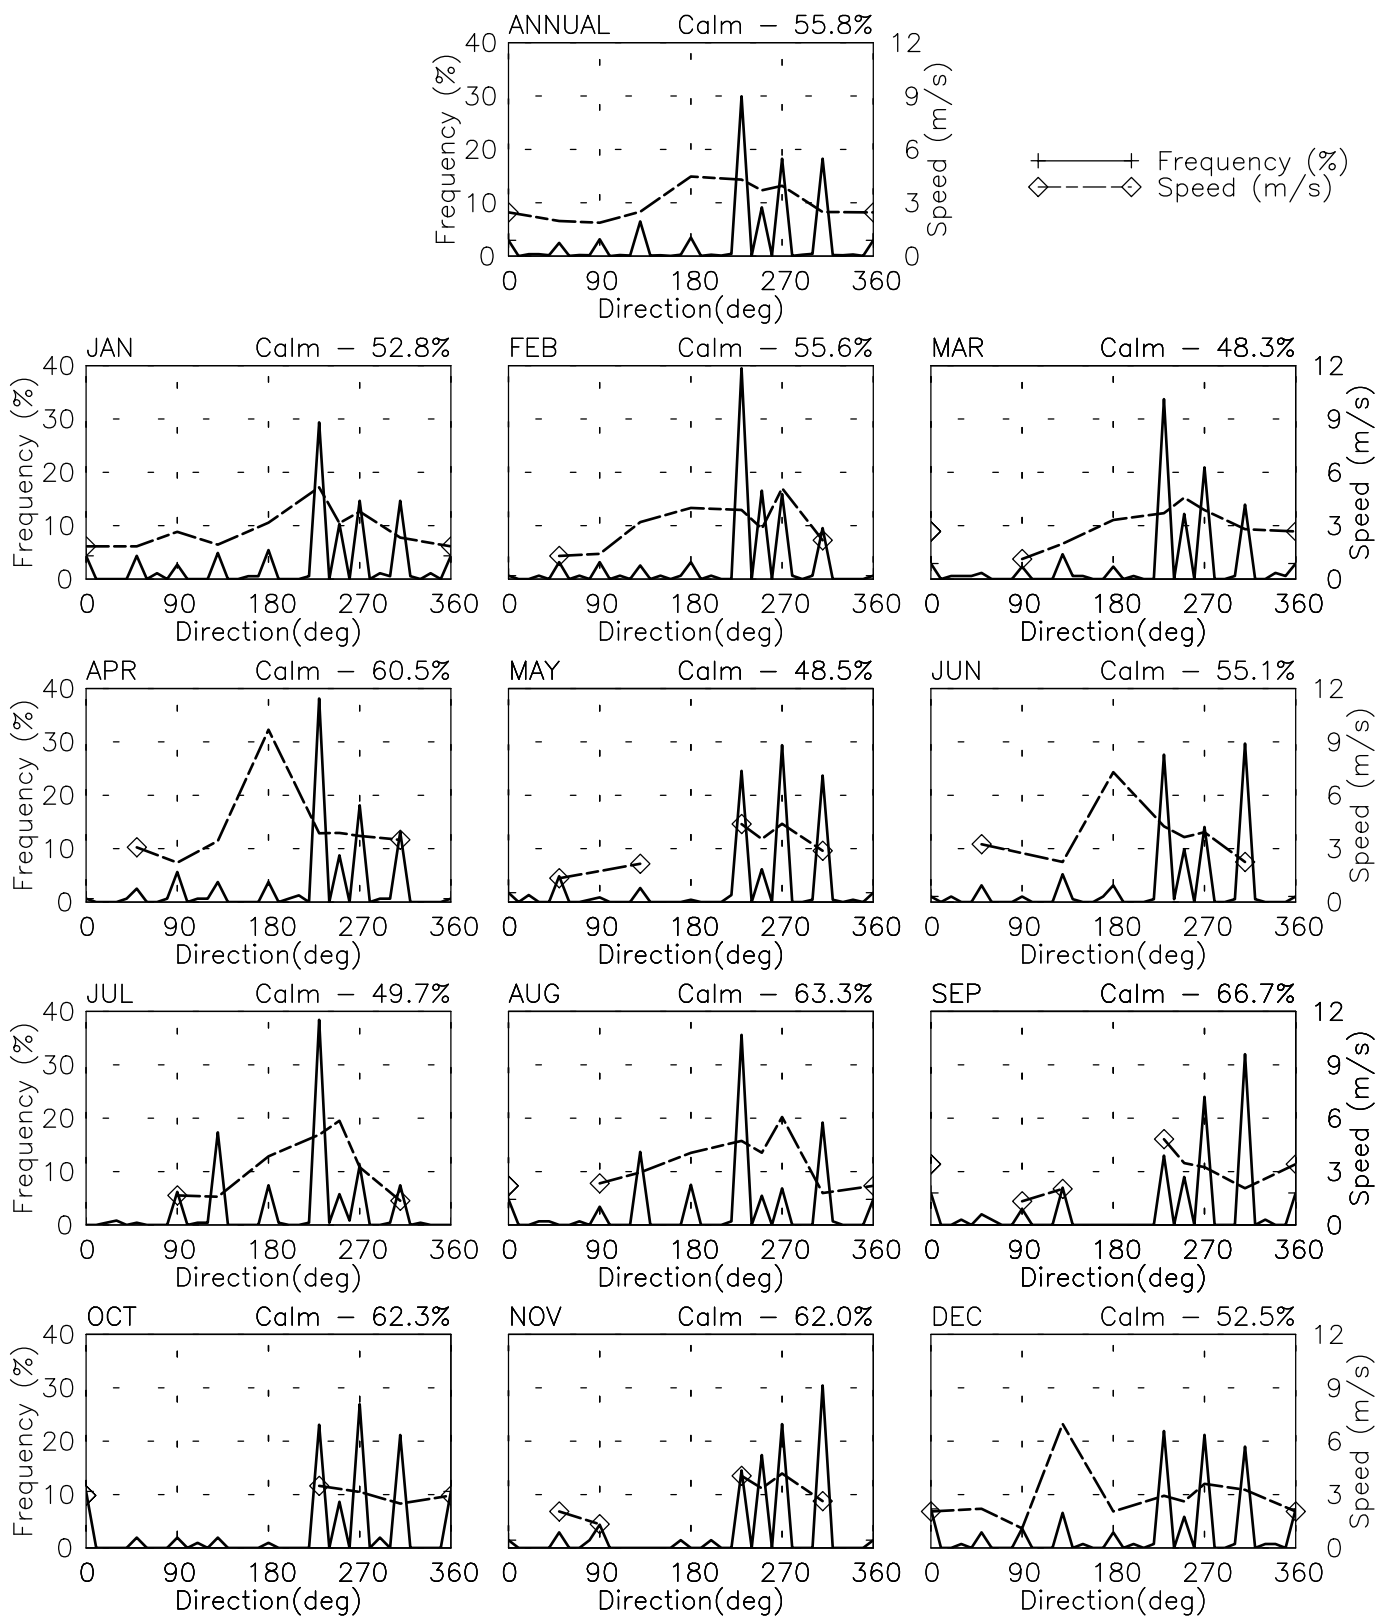 ANNUAL Calm – 55.8%
40 12
30 9
20 6
10 3
0 0
Frequency (%)
Speed (m/s)
0 90 180 270 360
Direction(deg)
Frequency (%)
Speed (m/s)
JAN Calm – 52.8%
FEB Calm – 55.6%
MAR Calm – 48.3%
40 12
30 9
20 6
10 3
0 0
Frequency (%)
Speed (m/s)
0 90 180 270 360 0 90 180 270 360 0 90 180 270 360
Direction(deg) Direction(deg) Direction(deg)
APR Calm – 60.5%
MAY Calm – 48.5%
JUN Calm – 55.1%
40 12
30 9
20 6
10 3
0 0
Frequency (%)
Speed (m/s)
0 90 180 270 360 0 90 180 270 360 0 90 180 270 360
Direction(deg) Direction(deg) Direction(deg)
JUL Calm – 49.7%
AUG Calm – 63.3%
SEP Calm – 66.7%
40 12
30 9
20 6
10 3
0 0
Frequency (%)
Speed (m/s)
0 90 180 270 360 0 90 180 270 360 0 90 180 270 360
Direction(deg) Direction(deg) Direction(deg)
OCT Calm – 62.3%
NOV Calm – 62.0%
DEC Calm – 52.5%
40 12
30 9
20 6
10 3
0 0
Frequency (%)
Speed (m/s)
0 90 180 270 360 0 90 180 270 360 0 90 180 270 360
Direction(deg) Direction(deg) Direction(deg)